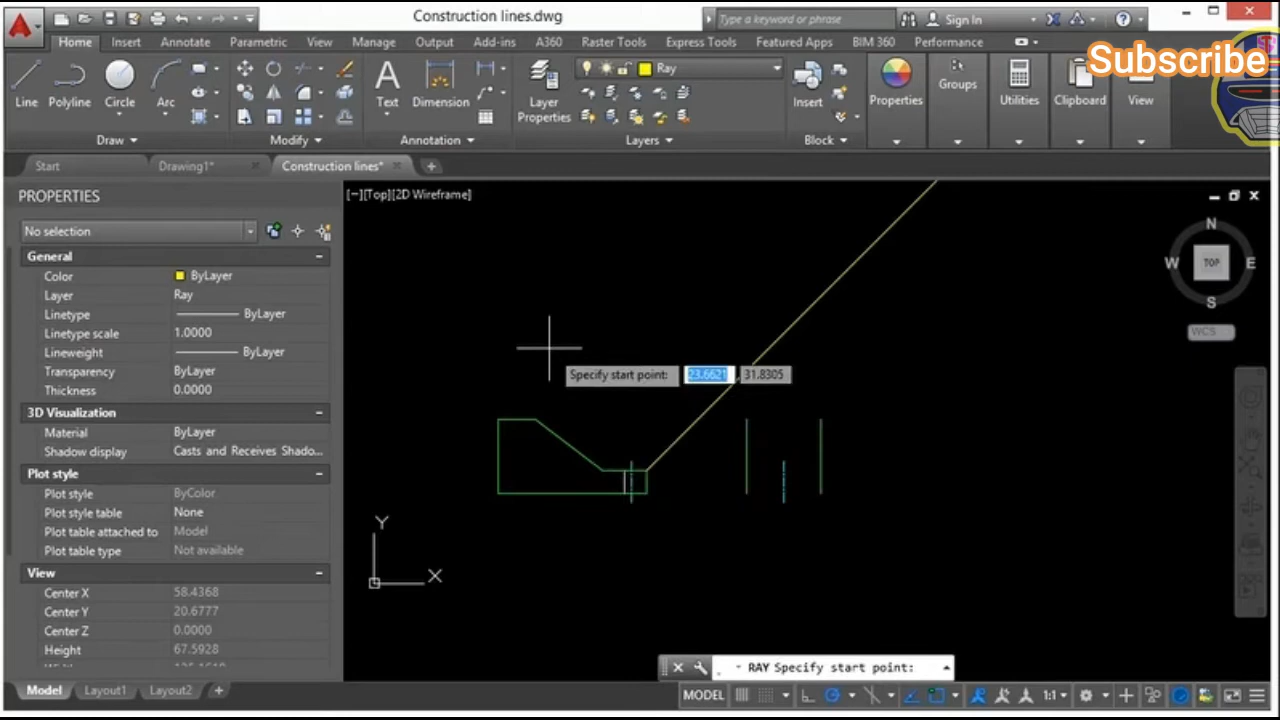 Construction lines.dwg
Type a keyword or phrase
Sign In
Home Insert Annotate Parametric View Manage Output Add-ins A360 Raster Tools Express Tools Featured Apps BIM 360 Performance
Subscribe
Ray
Line Polyline Circle Arc Text Dimension Layer Properties Insert Properties Groups Utilities Clipboard View
Draw Modify Annotation Layers Block
Start Drawing1* Construction lines*
PROPERTIES
[−][Top][2D Wireframe]
No selection
General
Color ByLayer
Layer Ray
Linetype ByLayer
Linetype scale 1.0000
Lineweight ByLayer
Transparency ByLayer
Thickness 0.0000
3D Visualization
Material ByLayer
Shadow display Casts and Receives Shado...
Plot style
Plot style ByColor
Plot style table None
Plot table attached to Model
Plot table type Not available
View
Center X 58.4368
Center Y 20.6777
Center Z 0.0000
Height 67.5928
N
W TOP E
S
WCS
Specify start point: 23.6621 31.8305
Y
X
RAY Specify start point:
Model Layout1 Layout2 +
MODEL 1:1